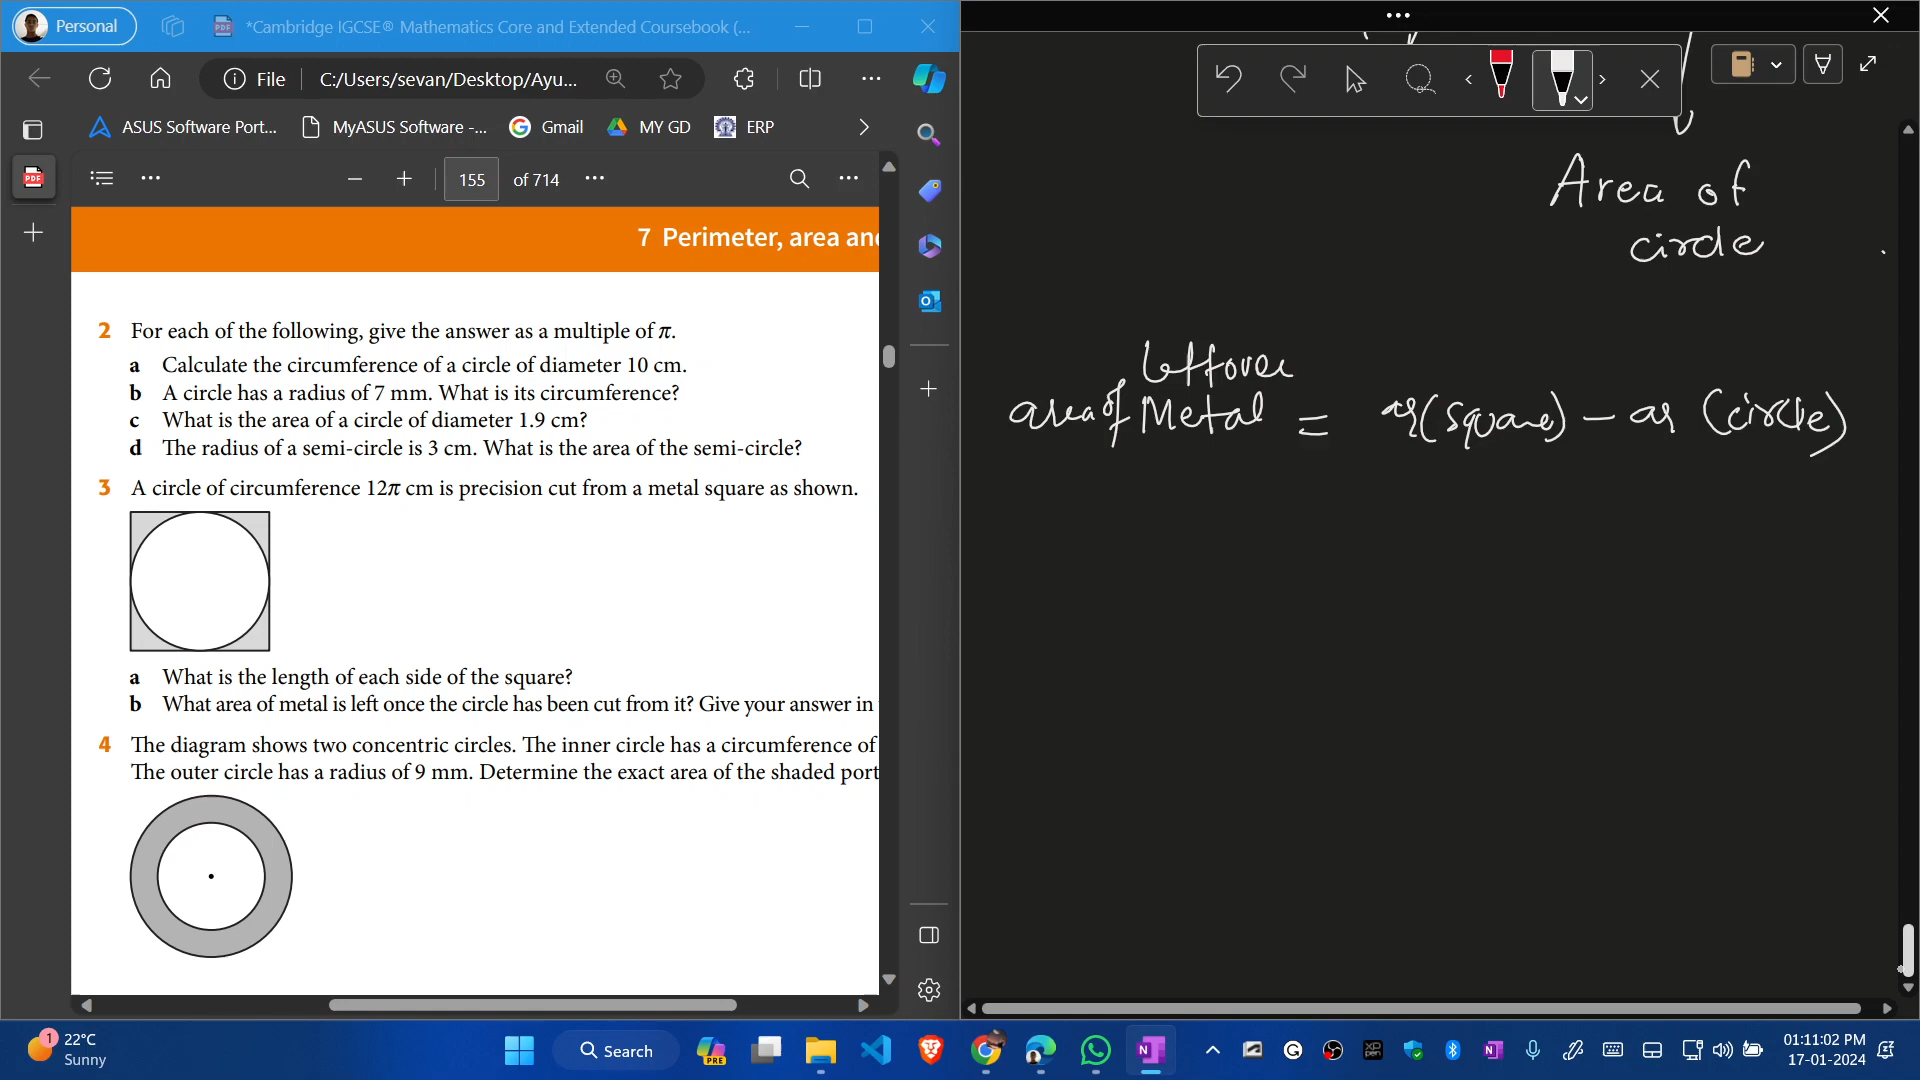 Personal
*Cambridge IGCSE® Mathematics Core and Extended Coursebook (...
File
C:/Users/sevan/Desktop/Ayu...
ASUS Software Port...
MyASUS Software -...
Gmail
MY GD
ERP
155
of 714
7 Perimeter, area and
2 For each of the following, give the answer as a multiple of π.
a Calculate the circumference of a circle of diameter 10 cm.
b A circle has a radius of 7 mm. What is its circumference?
c What is the area of a circle of diameter 1.9 cm?
d The radius of a semi-circle is 3 cm. What is the area of the semi-circle?
3 A circle of circumference 12π cm is precision cut from a metal square as shown.
a What is the length of each side of the square?
b What area of metal is left once the circle has been cut from it? Give your answer in
4 The diagram shows two concentric circles. The inner circle has a circumference of
The outer circle has a radius of 9 mm. Determine the exact area of the shaded port
Area of
circle
leftover
area of Metal = ar(square) - ar (circle)
1
22°C
Sunny
Search
PRE
01:11:02 PM
17-01-2024